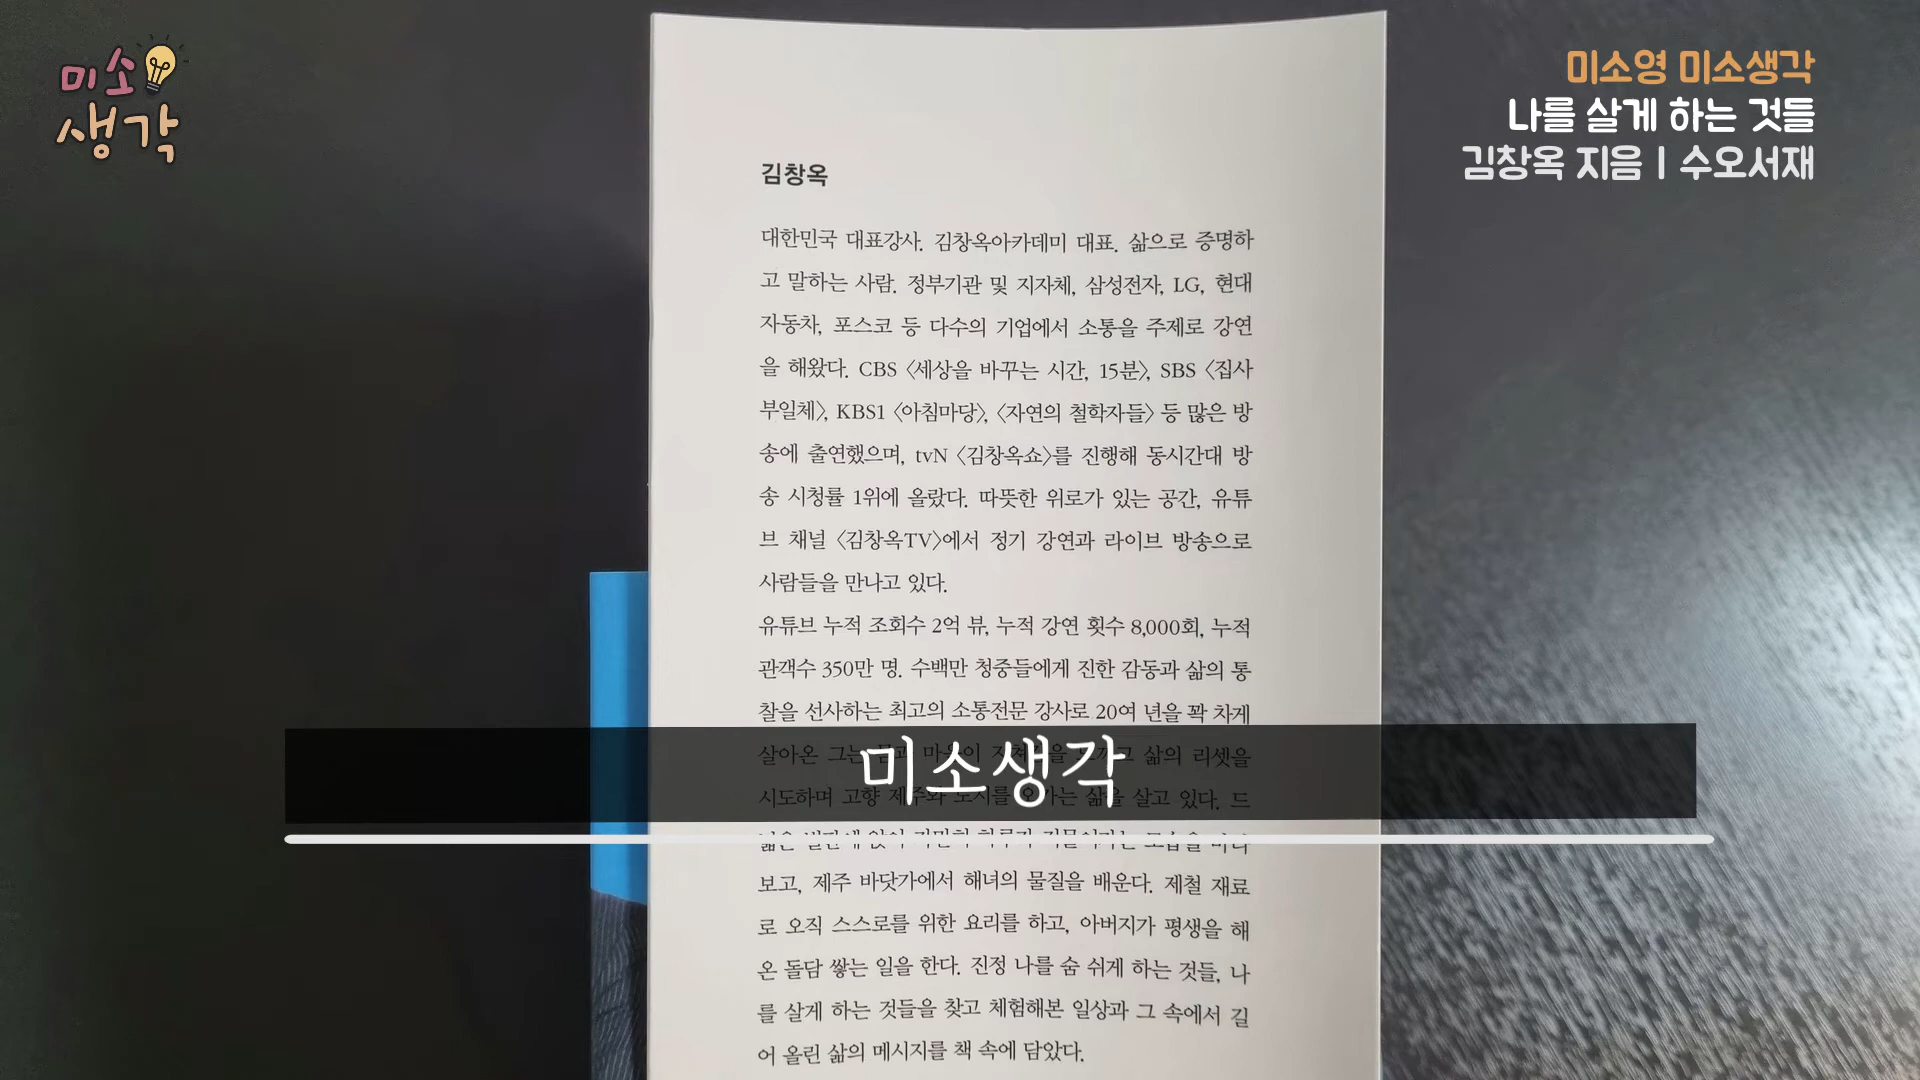 미소
생각
미소영 미소생각
나를 살게 하는 것들
김창옥 지음 | 수오서재
김창옥
대한민국 대표강사. 김창옥아카데미 대표. 삶으로 증명하
고 말하는 사람. 정부기관 및 지자체, 삼성전자, LG, 현대
자동차, 포스코 등 다수의 기업에서 소통을 주제로 강연
을 해왔다. CBS 〈세상을 바꾸는 시간, 15분〉, SBS 〈집사
부일체〉, KBS1 〈아침마당〉, 〈자연의 철학자들〉 등 많은 방
송에 출연했으며, tvN 〈김창옥쇼〉를 진행해 동시간대 방
송 시청률 1위에 올랐다. 따뜻한 위로가 있는 공간, 유튜
브 채널 〈김창옥TV〉에서 정기 강연과 라이브 방송으로
사람들을 만나고 있다.
유튜브 누적 조회수 2억 뷰, 누적 강연 횟수 8,000회, 누적
관객수 350만 명. 수백만 청중들에게 진한 감동과 삶의 통
찰을 선사하는 최고의 소통전문 강사로 20여 년을 꽉 차게
살아온 그는 삶의 리셋을
시도하며 고향 제주와 삶을 살고 있다. 드
미소생각
보고, 제주 바닷가에서 해녀의 물질을 배운다. 제철 재료
로 오직 스스로를 위한 요리를 하고, 아버지가 평생을 해
온 돌담 쌓는 일을 한다. 진정 나를 숨 쉬게 하는 것들, 나
를 살게 하는 것들을 찾고 체험해본 일상과 그 속에서 길
어 올린 삶의 메시지를 책 속에 담았다.